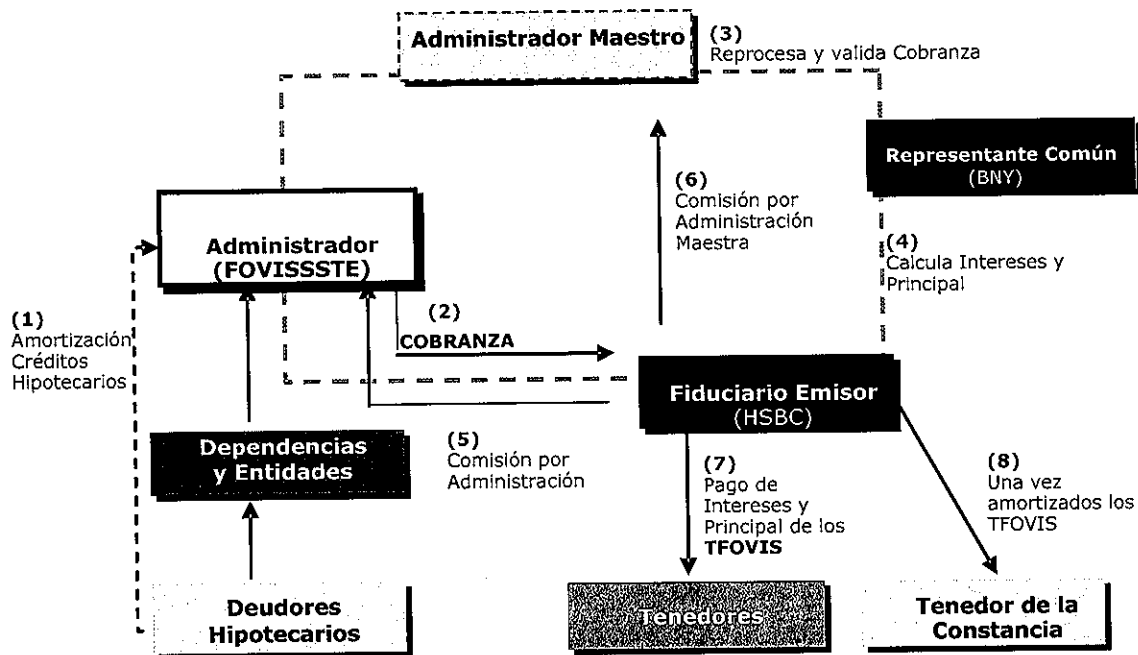 Administrador Maestro
(3)
Reprocesa y valida Cobranza
Representante Común
(BNY)
(6)
Comisión por
Administración
Maestra
Administrador
(FOVISSSTE)
(4)
Calcula Intereses y
Principal
(1)
Amortización
Créditos
Hipotecarios
(2)
COBRANZA
Fiduciario Emisor
(HSBC)
Dependencias
y Entidades
(5)
Comisión por
Administración
(7)
Pago de
Intereses y
Principal de los
TFOVIS
(8)
Una vez
amortizados los
TFOVIS
Deudores
Hipotecarios
Tenedores
Tenedor de la
Constancia